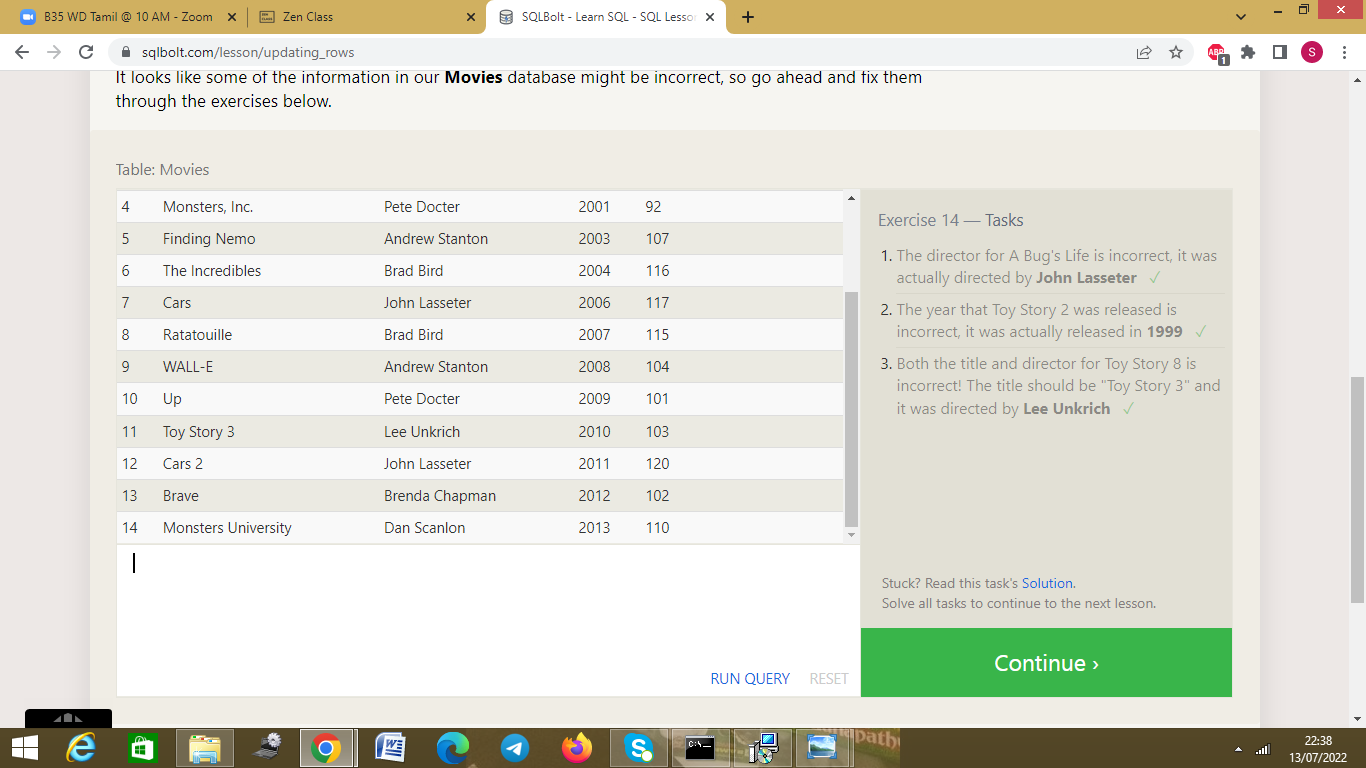 B35 WD Tamil @ 10 AM - Zoom
Zen Class
SQLBolt - Learn SQL - SQL Lesso
sqlbolt.com/lesson/updating_rows
ABP
1
S
It looks like some of the information in our Movies database might be incorrect, so go ahead and fix them
through the exercises below.
Table: Movies
4 Monsters, Inc. Pete Docter 2001 92
5 Finding Nemo Andrew Stanton 2003 107
6 The Incredibles Brad Bird 2004 116
7 Cars John Lasseter 2006 117
8 Ratatouille Brad Bird 2007 115
9 WALL-E Andrew Stanton 2008 104
10 Up Pete Docter 2009 101
11 Toy Story 3 Lee Unkrich 2010 103
12 Cars 2 John Lasseter 2011 120
13 Brave Brenda Chapman 2012 102
14 Monsters University Dan Scanlon 2013 110
RUN QUERY RESET
Exercise 14 — Tasks
1. The director for A Bug's Life is incorrect, it was
actually directed by John Lasseter ✓
2. The year that Toy Story 2 was released is
incorrect, it was actually released in 1999 ✓
3. Both the title and director for Toy Story 8 is
incorrect! The title should be "Toy Story 3" and
it was directed by Lee Unkrich ✓
Stuck? Read this task's Solution.
Solve all tasks to continue to the next lesson.
Continue ›
22:38
13/07/2022